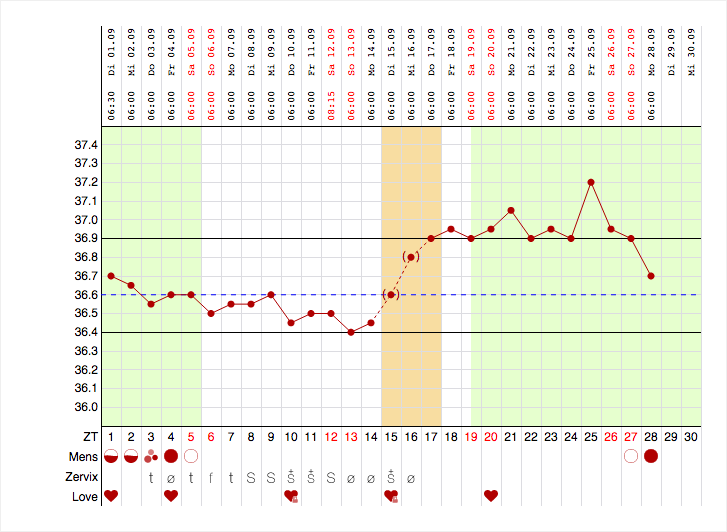 06:30 Di 01.09
06:00 Mi 02.09
06:00 Do 03.09
06:00 Fr 04.09
06:00 Sa 05.09
06:00 So 06.09
06:00 Mo 07.09
06:00 Di 08.09
06:00 Mi 09.09
06:00 Do 10.09
06:00 Fr 11.09
08:15 Sa 12.09
06:00 So 13.09
06:00 Mo 14.09
06:00 Di 15.09
06:00 Mi 16.09
06:00 Do 17.09
06:00 Fr 18.09
06:00 Sa 19.09
06:00 So 20.09
06:00 Mo 21.09
06:00 Di 22.09
06:00 Mi 23.09
06:00 Do 24.09
06:00 Fr 25.09
06:00 Sa 26.09
06:00 So 27.09
06:00 Mo 28.09
Di 29.09
Mi 30.09
37.4
37.3
37.2
37.1
37.0
36.9
36.8
( )
36.7
36.6
( )
36.5
36.4
36.3
36.2
36.1
36.0
ZT 1 2 3 4 5 6 7 8 9 10 11 12 13 14 15 16 17 18 19 20 21 22 23 24 25 26 27 28 29 30
Mens
Zervix t ø t f t S S +S +S S ø ø +S ø
Love